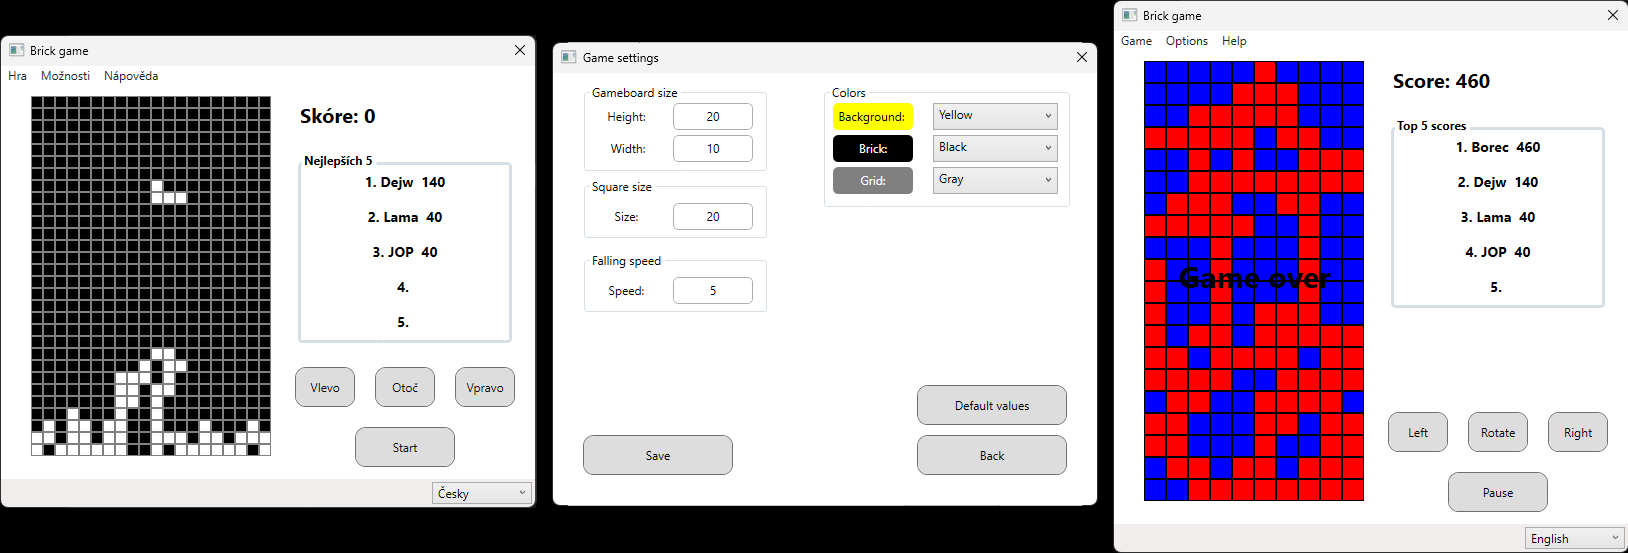 Brick game
Hra Možnosti Nápověda
Skóre: 0
Nejlepších 5
1. Dejw 140
2. Lama 40
3. JOP 40
4.
5.
Vlevo Otoč Vpravo
Start
Česky
Game settings
Gameboard size
Height: 20
Width: 10
Square size
Size: 20
Falling speed
Speed: 5
Colors
Background: Yellow
Brick: Black
Grid: Gray
Default values
Save Back
Brick game
Game Options Help
Score: 460
Top 5 scores
1. Borec 460
2. Dejw 140
3. Lama 40
4. JOP 40
5.
Game over
Left Rotate Right
Pause
English